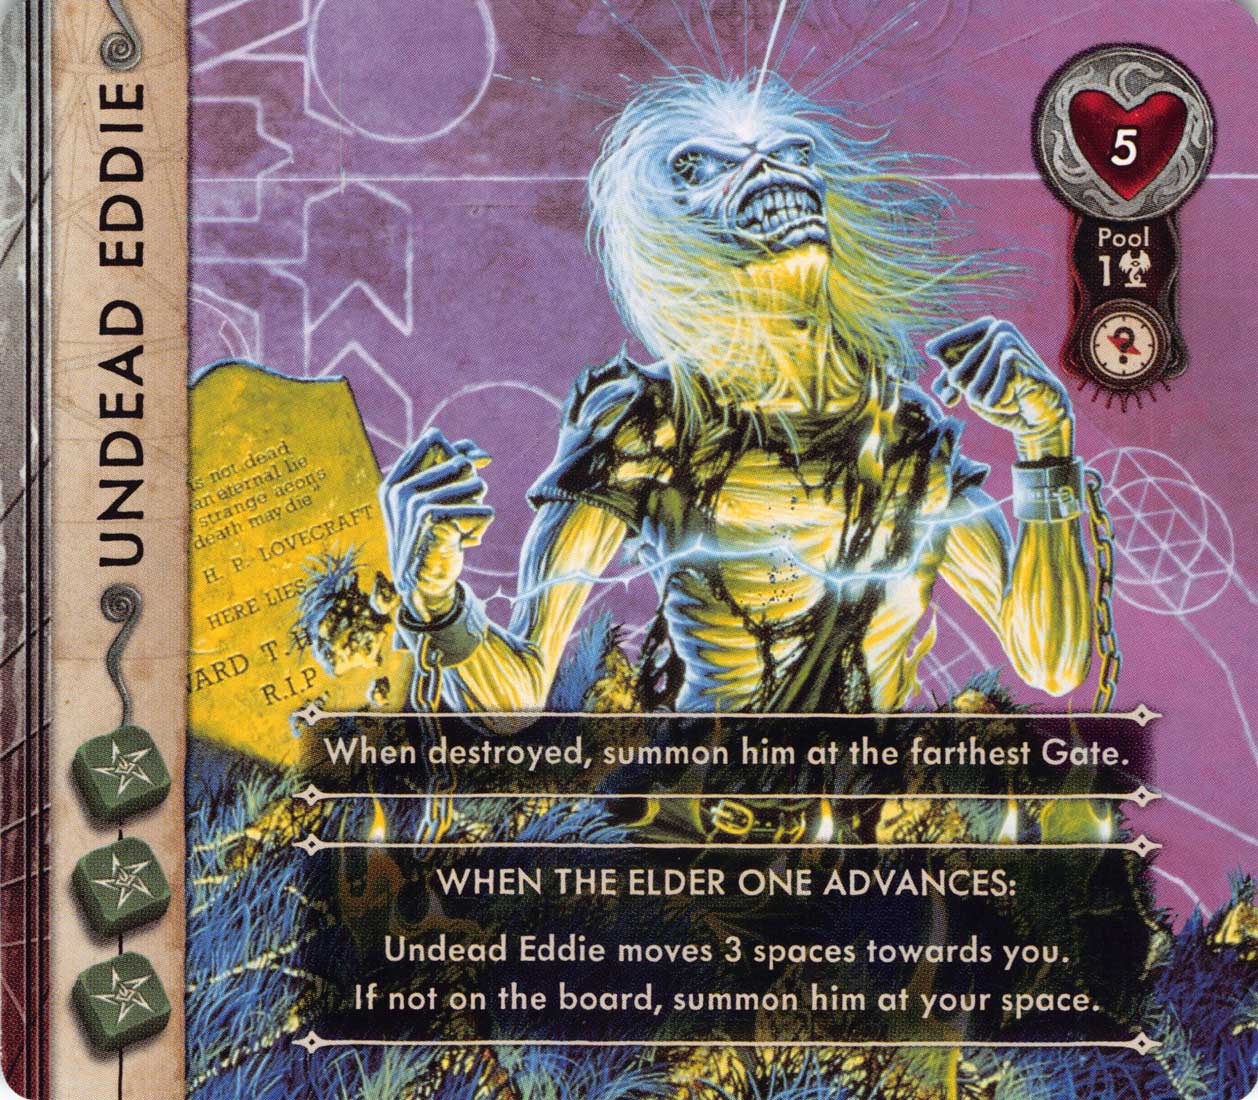 UNDEAD EDDIE
5
Pool
1
?
is not dead
an eternal lie
strange aeons
death may die
H. P. LOVECRAFT
HERE LIES
ARD T. H
R.I.P
When destroyed, summon him at the farthest Gate.
WHEN THE ELDER ONE ADVANCES:
Undead Eddie moves 3 spaces towards you.
If not on the board, summon him at your space.